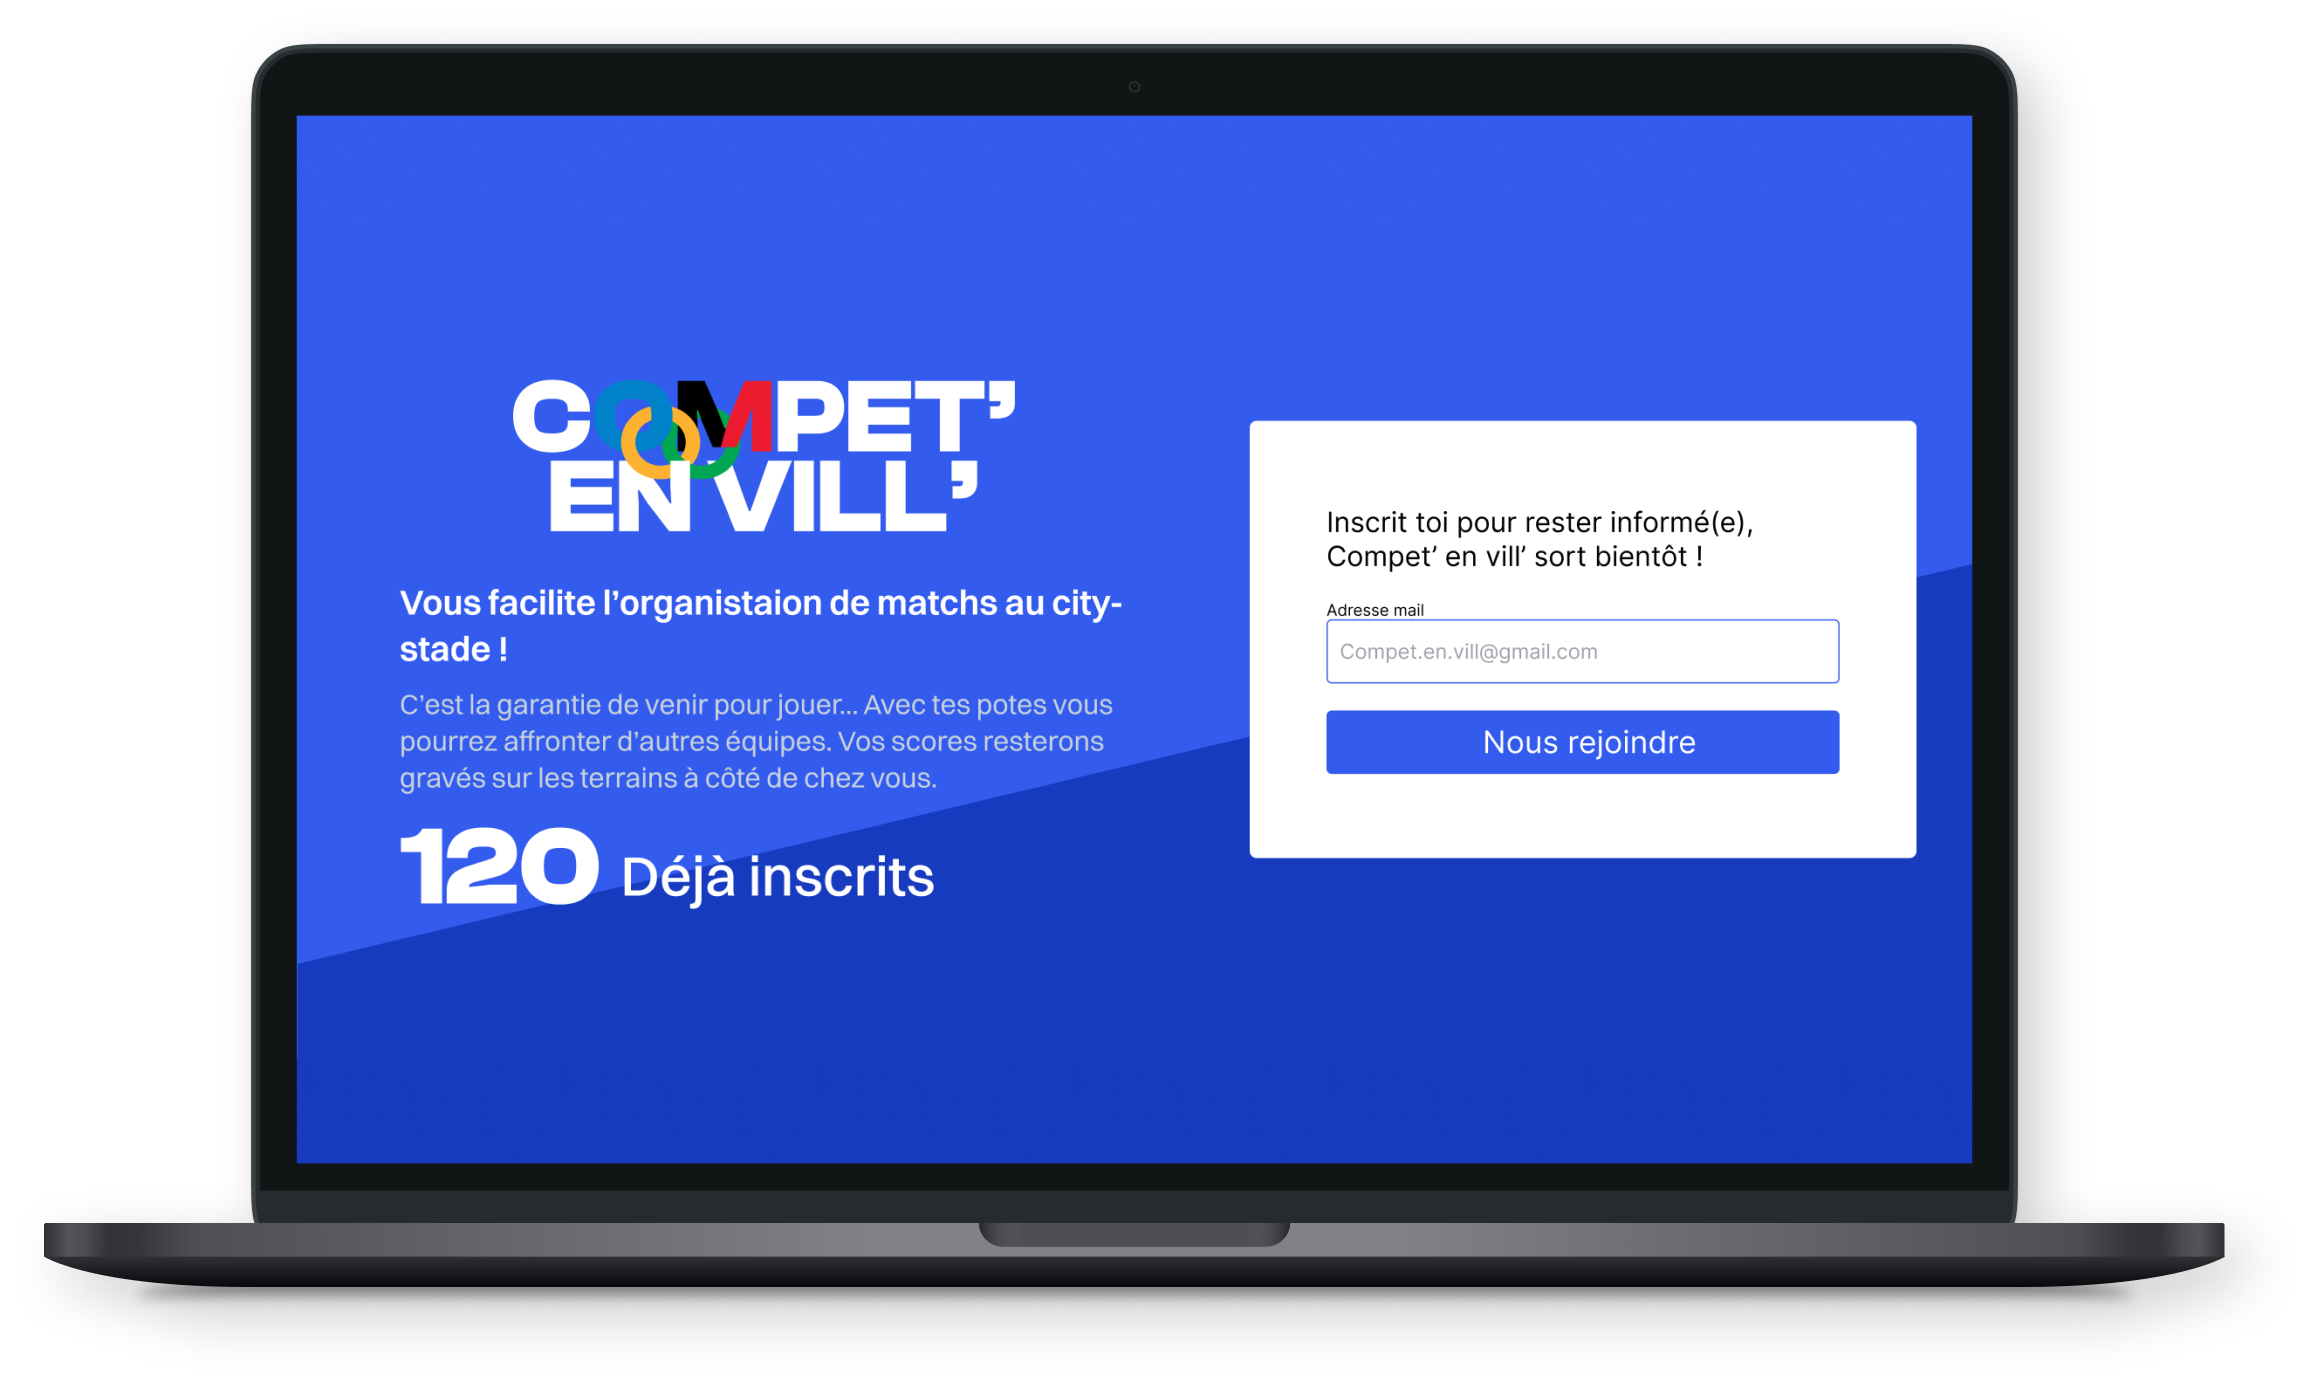 COMPET’
EN VILL’
Vous facilite l’organistaion de matchs au city-
stade !
C’est la garantie de venir pour jouer... Avec tes potes vous
pourrez affronter d’autres équipes. Vos scores resterons
gravés sur les terrains à côté de chez vous.
120 Déjà inscrits
Inscrit toi pour rester informé(e),
Compet’ en vill’ sort bientôt !
Adresse mail
Compet.en.vill@gmail.com
Nous rejoindre